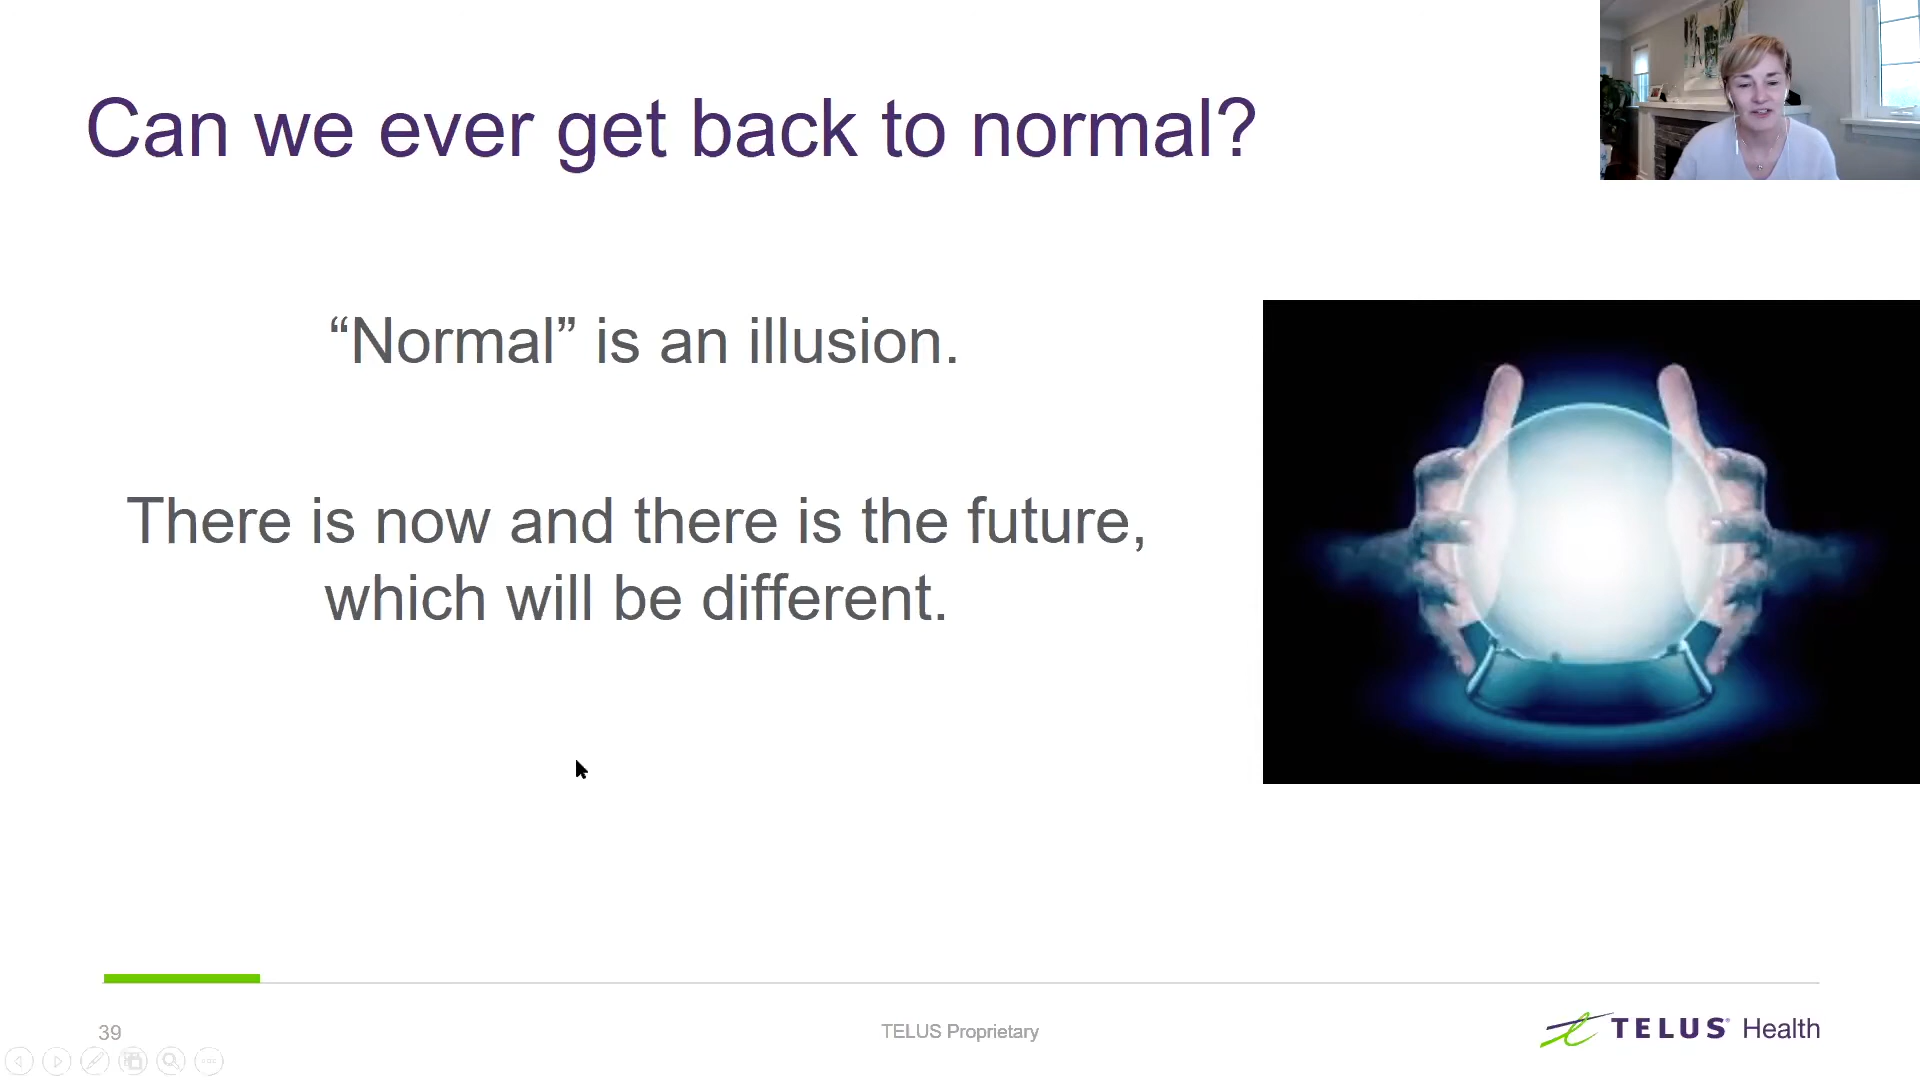 Can we ever get back to normal?
“Normal” is an illusion.
There is now and there is the future,
which will be different.
39
TELUS Proprietary
TELUS® Health